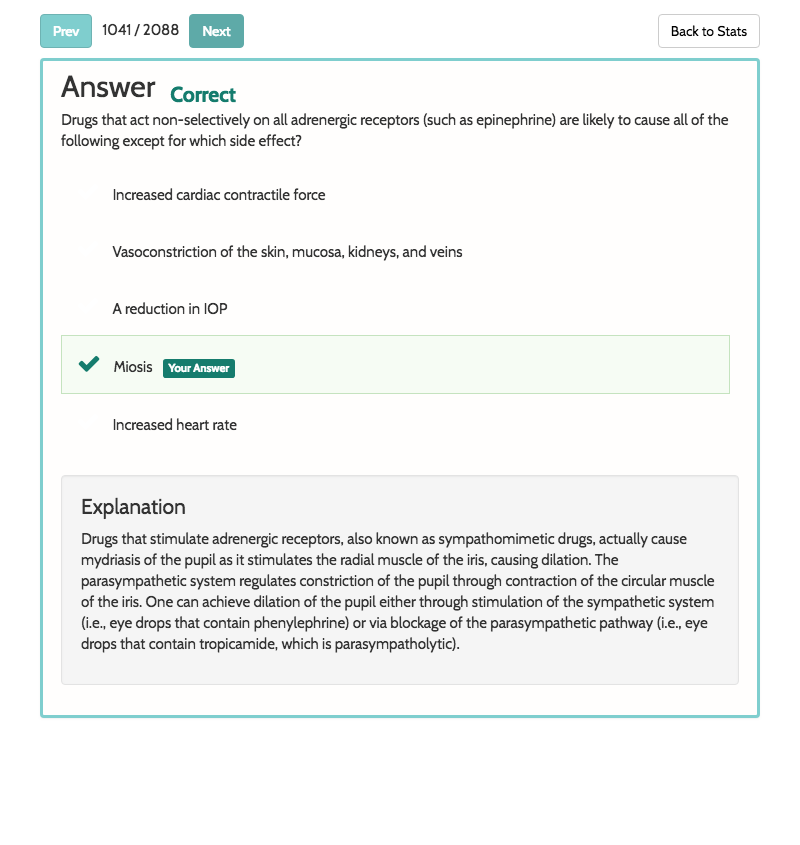 Prev 1041 / 2088 Next Back to Stats
Answer Correct
Drugs that act non-selectively on all adrenergic receptors (such as epinephrine) are likely to cause all of the
following except for which side effect?
Increased cardiac contractile force
Vasoconstriction of the skin, mucosa, kidneys, and veins
A reduction in IOP
Miosis Your Answer
Increased heart rate
Explanation
Drugs that stimulate adrenergic receptors, also known as sympathomimetic drugs, actually cause
mydriasis of the pupil as it stimulates the radial muscle of the iris, causing dilation. The
parasympathetic system regulates constriction of the pupil through contraction of the circular muscle
of the iris. One can achieve dilation of the pupil either through stimulation of the sympathetic system
(i.e., eye drops that contain phenylephrine) or via blockage of the parasympathetic pathway (i.e., eye
drops that contain tropicamide, which is parasympatholytic).